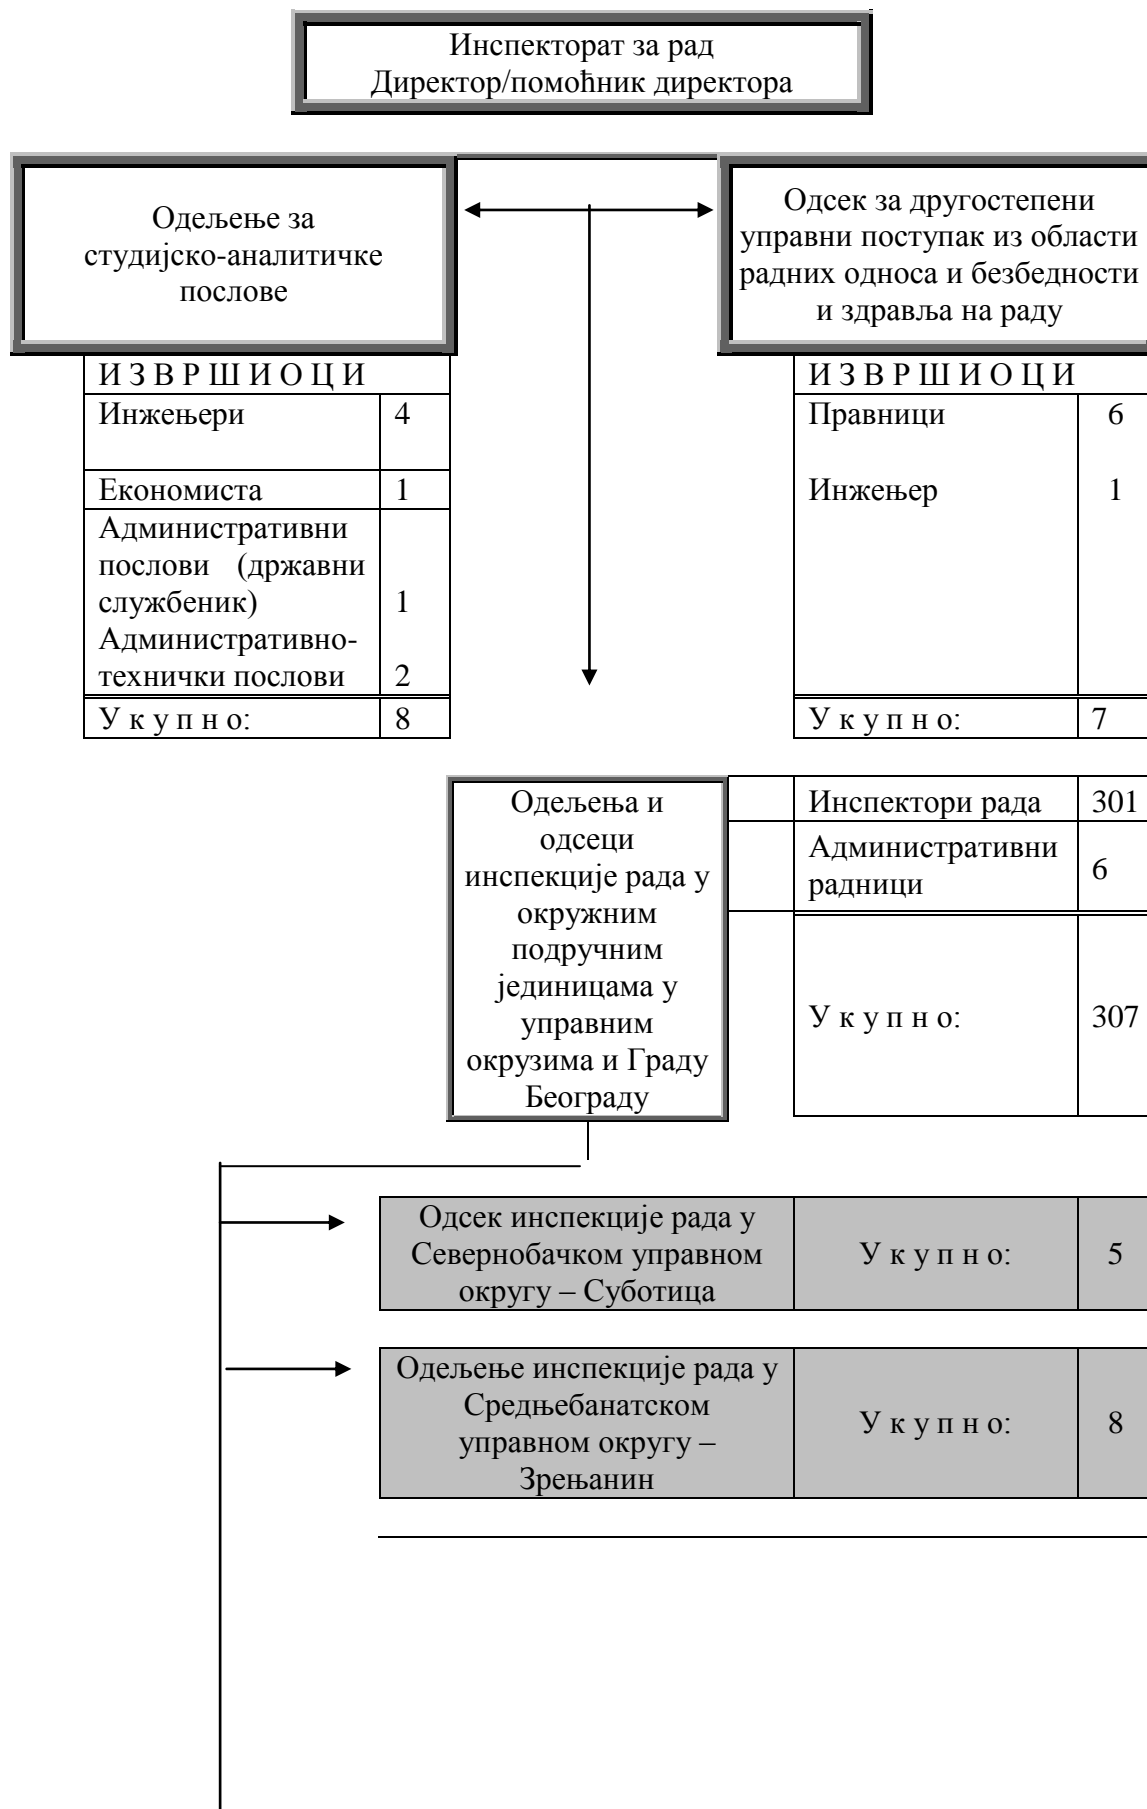 Инспекторат за рад
Директор/помоћник директора
Одељење за
студијско-аналитичке
послове
Одсек за другостепени
управни поступак из области
радних односа и безбедности
и здравља на раду
И З В Р Ш И О Ц И
Инжењери 4
Економиста 1
Административни
послови (државни
службеник) 1
Административно-
технички послови 2
У к у п н о: 8
И З В Р Ш И О Ц И
Правници 6
Инжењер 1
У к у п н о: 7
Одељења и
одсеци
инспекције рада у
окружним
подручним
јединицама у
управним
окрузима и Граду
Београду
Инспектори рада 301
Административни
радници 6
У к у п н о: 307
Одсек инспекције рада у
Севернобачком управном
округу – Суботица
У к у п н о: 5
Одељење инспекције рада у
Средњебанатском
управном округу –
Зрењанин
У к у п н о: 8